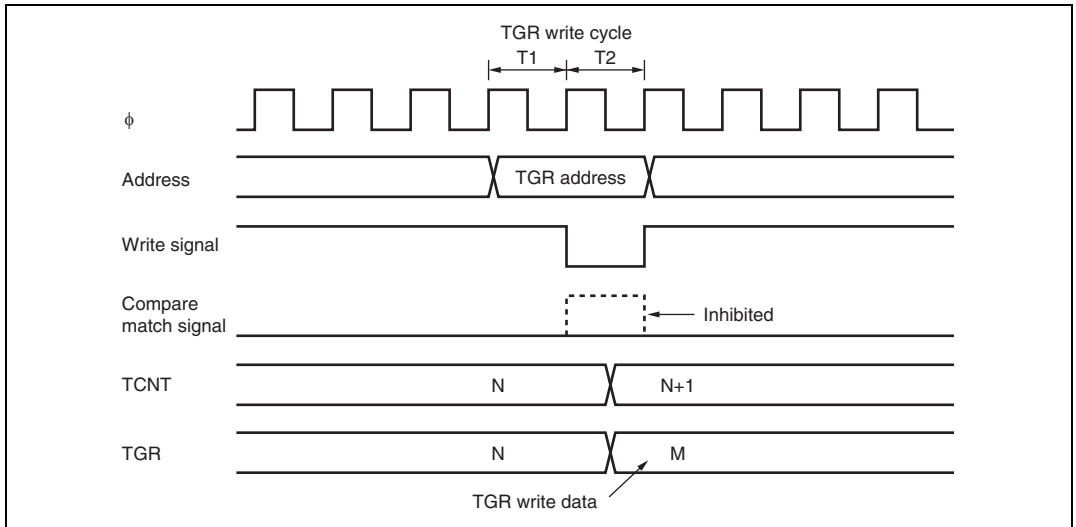 TGR write cycle
T1 T2
ϕ
Address TGR address
Write signal
Compare
match signal Inhibited
TCNT N N+1
TGR N M
TGR write data